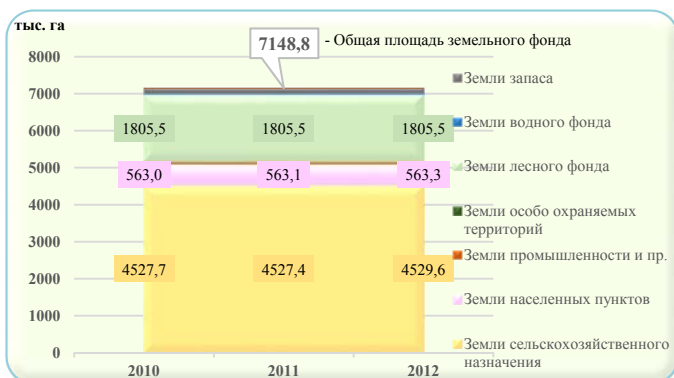 тыс. га
7148,8 - Общая площадь земельного фонда
8000
7000
6000
5000
4000
3000
2000
1000
0
1805,5 1805,5 1805,5
563,0 563,1 563,3
4527,7 4527,4 4529,6
2010 2011 2012
Земли запаса
Земли водного фонда
Земли лесного фонда
Земли особо охраняемых
территорий
Земли промышленности и пр.
Земли населенных пунктов
Земли сельскохозяйственного
назначения